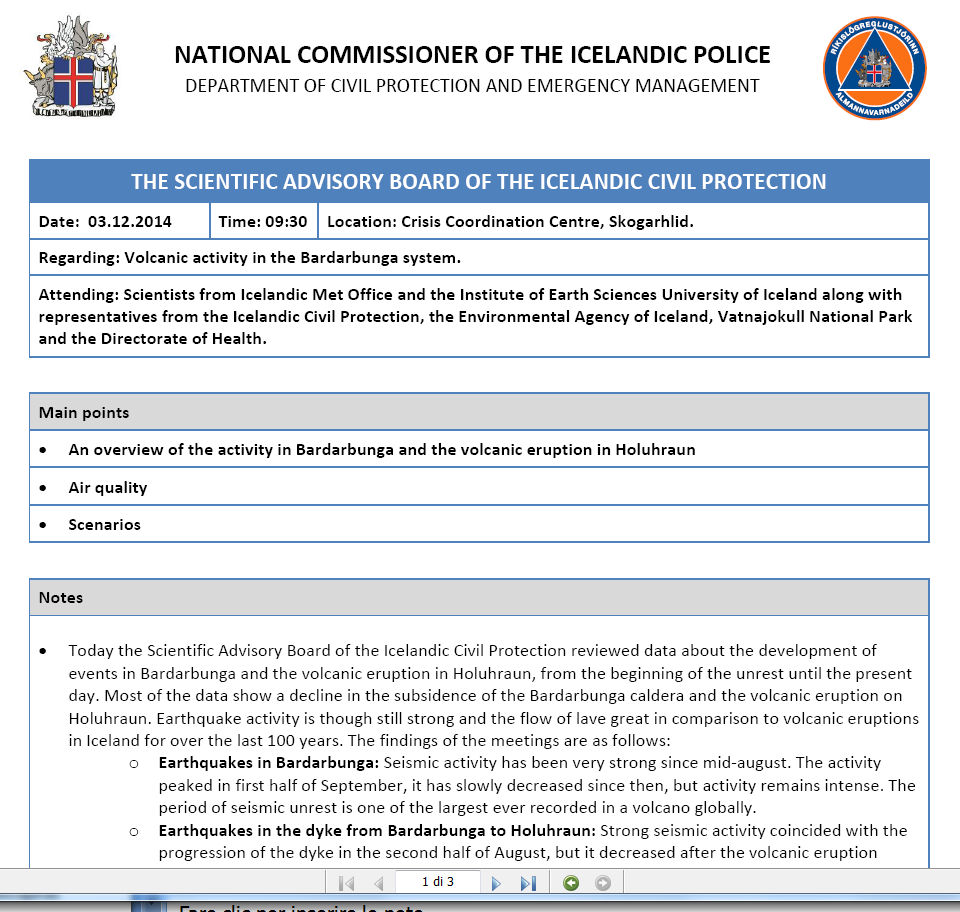 NATIONAL COMMISSIONER OF THE ICELANDIC POLICE
DEPARTMENT OF CIVIL PROTECTION AND EMERGENCY MANAGEMENT
RÍKISLÖGREGLUSTJÓRINN
ALMANNAVARNADEILD
THE SCIENTIFIC ADVISORY BOARD OF THE ICELANDIC CIVIL PROTECTION
Date: 03.12.2014 Time: 09:30 Location: Crisis Coordination Centre, Skogarhlid.
Regarding: Volcanic activity in the Bardarbunga system.
Attending: Scientists from Icelandic Met Office and the Institute of Earth Sciences University of Iceland along with
representatives from the Icelandic Civil Protection, the Environmental Agency of Iceland, Vatnajokull National Park
and the Directorate of Health.
Main points
• An overview of the activity in Bardarbunga and the volcanic eruption in Holuhraun
• Air quality
• Scenarios
Notes
• Today the Scientific Advisory Board of the Icelandic Civil Protection reviewed data about the development of
events in Bardarbunga and the volcanic eruption in Holuhraun, from the beginning of the unrest until the present
day. Most of the data show a decline in the subsidence of the Bardarbunga caldera and the volcanic eruption on
Holuhraun. Earthquake activity is though still strong and the flow of lave great in comparison to volcanic eruptions
in Iceland for over the last 100 years. The findings of the meetings are as follows:
o Earthquakes in Bardarbunga: Seismic activity has been very strong since mid-august. The activity
peaked in first half of September, it has slowly decreased since then, but activity remains intense. The
period of seismic unrest is one of the largest ever recorded in a volcano globally.
o Earthquakes in the dyke from Bardarbunga to Holuhraun: Strong seismic activity coincided with the
progression of the dyke in the second half of August, but it decreased after the volcanic eruption
1 di 3
Fare clic per inserire le note